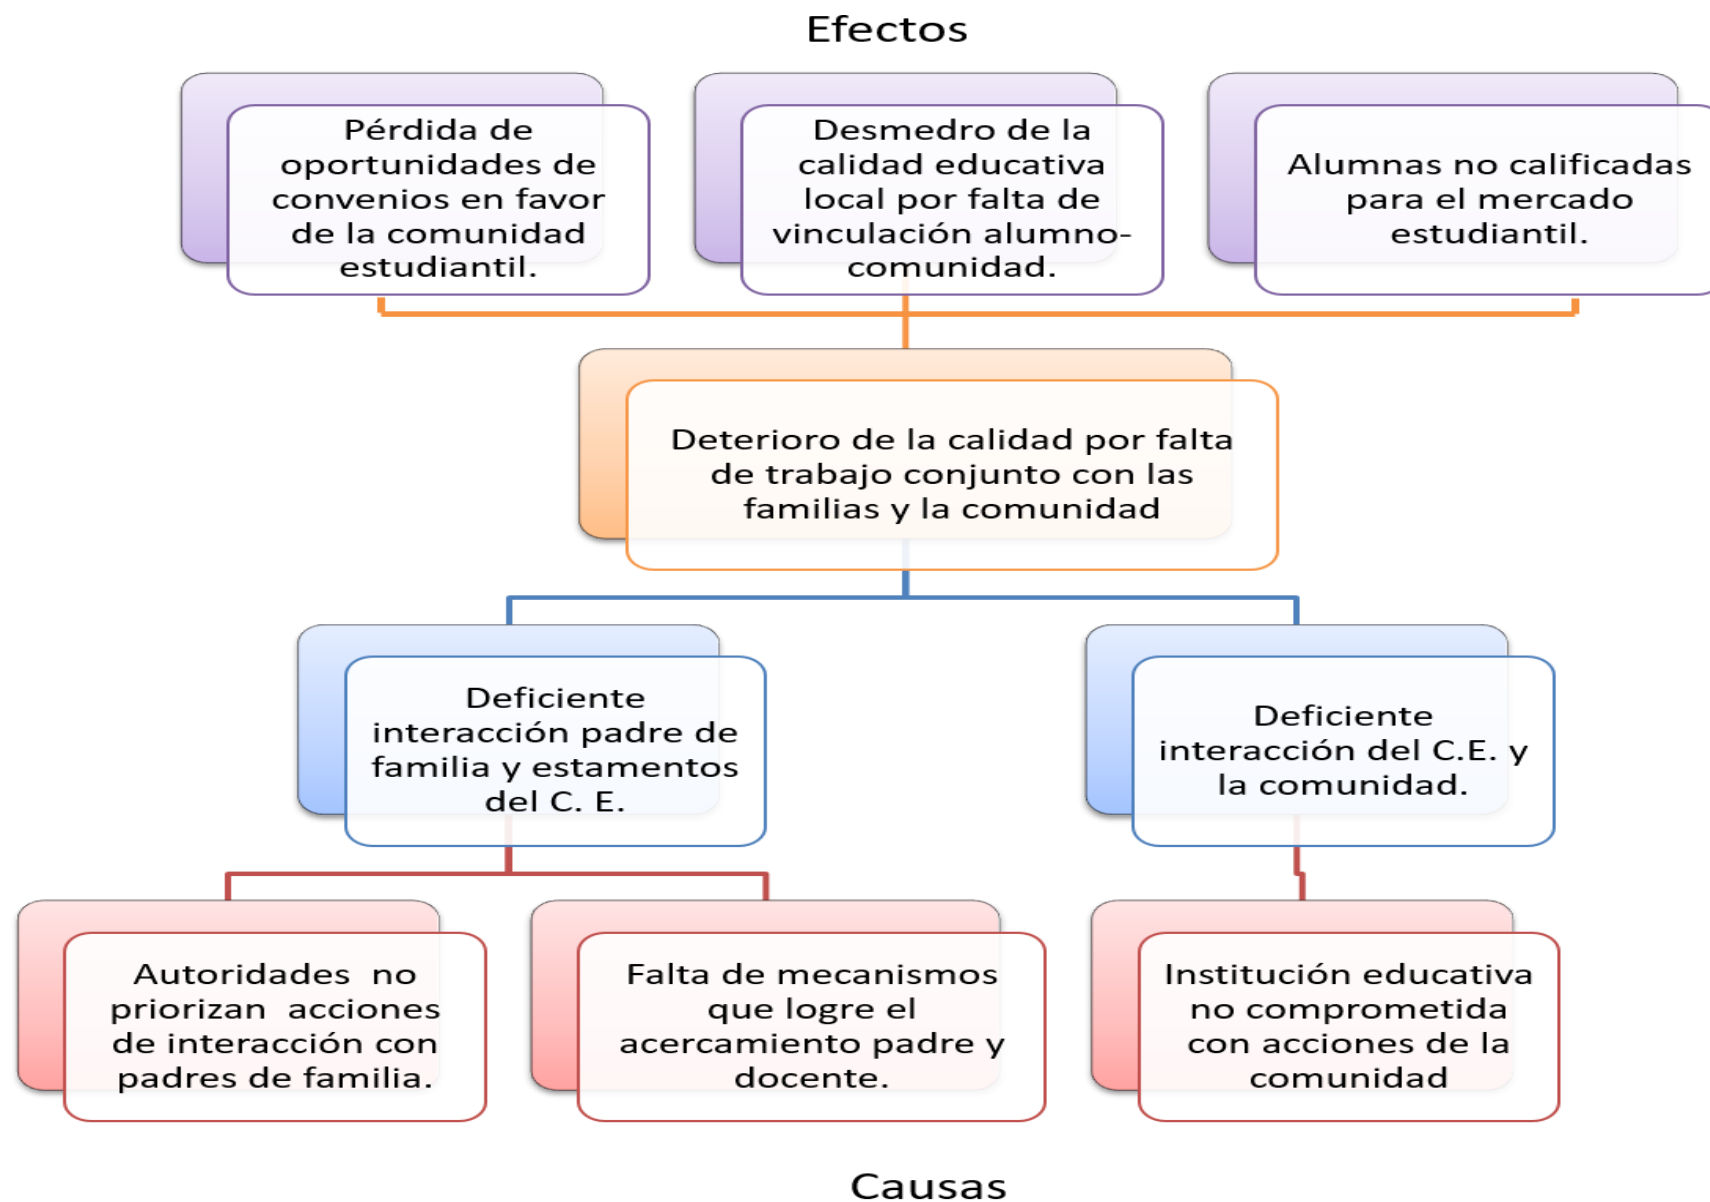 Efectos
Pérdida de
oportunidades de
convenios en favor
de la comunidad
estudiantil.
Desmedro de la
calidad educativa
local por falta de
vinculación alumno-
comunidad.
Alumnas no calificadas
para el mercado
estudiantil.
Deterioro de la calidad por falta
de trabajo conjunto con las
familias y la comunidad
Deficiente
interacción padre de
familia y estamentos
del C. E.
Deficiente
interacción del C.E. y
la comunidad.
Autoridades  no
priorizan  acciones
de interacción con
padres de familia.
Falta de mecanismos
que logre el
acercamiento padre y
docente.
Institución educativa
no comprometida
con acciones de la
comunidad
Causas